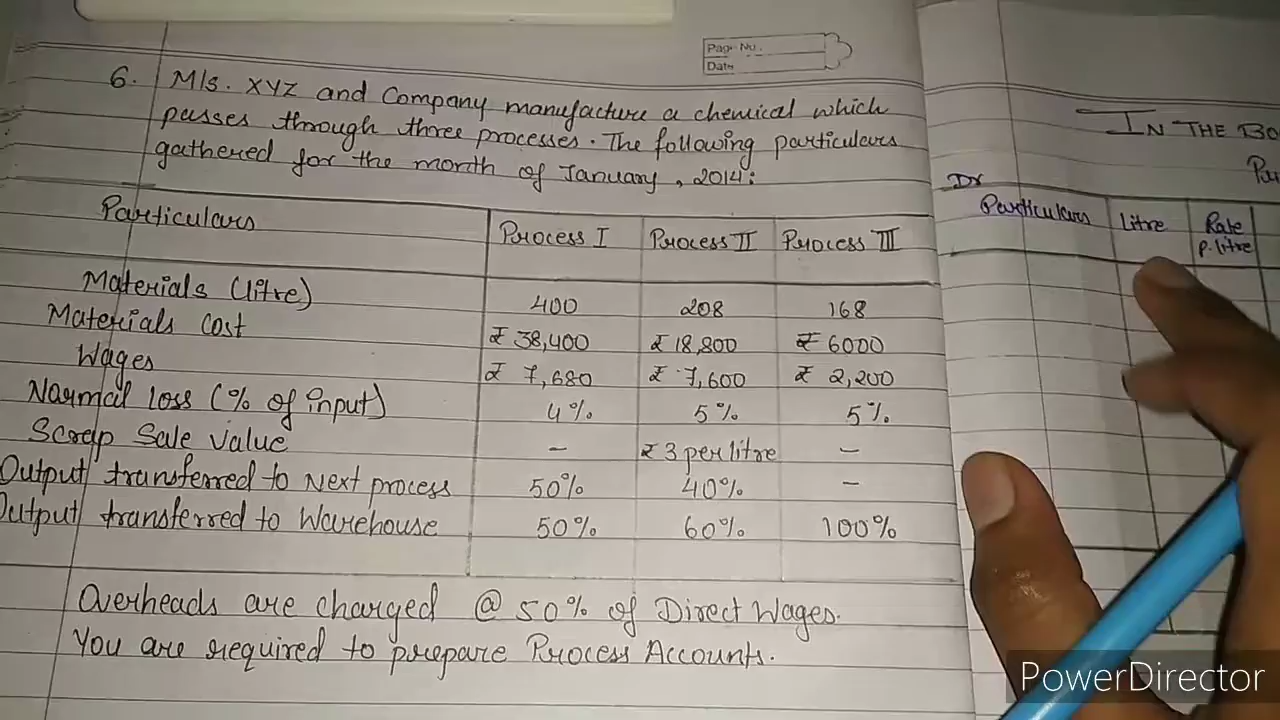 Page No.
Date
6. M/s. XYZ and Company manufacture a chemical which
passes through three processes. The following particulars
gathered for the month of January, 2014:
Particulars Process I Process II Process III
Materials (litre) 400 208 168
Materials Cost ₹ 38,400 ₹ 18,800 ₹ 6000
Wages ₹ 7,680 ₹ 7,600 ₹ 2,200
Normal loss (% of input) 4% 5% 5%
Scrap Sale Value - ₹ 3 per litre -
Output transferred to Next process 50% 40% -
Output transferred to Warehouse 50% 60% 100%
Overheads are charged @ 50% of Direct Wages.
You are required to prepare Process Accounts.
IN THE BO
Dr
Particulars Litre Rate p.litre
PowerDirector